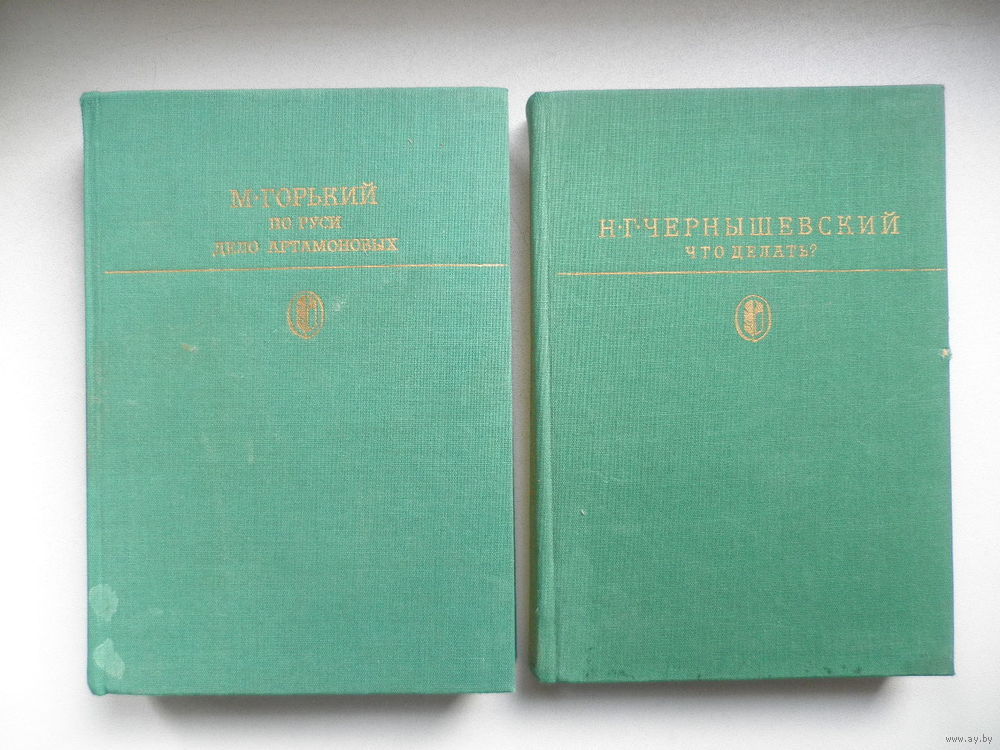 М·ГОРЬКИЙ
ПО РУСИ
ДЕЛО АРТАМОНОВЫХ
Н·Г·ЧЕРНЫШЕВСКИЙ
ЧТО ДЕЛАТЬ?
www.ay.by